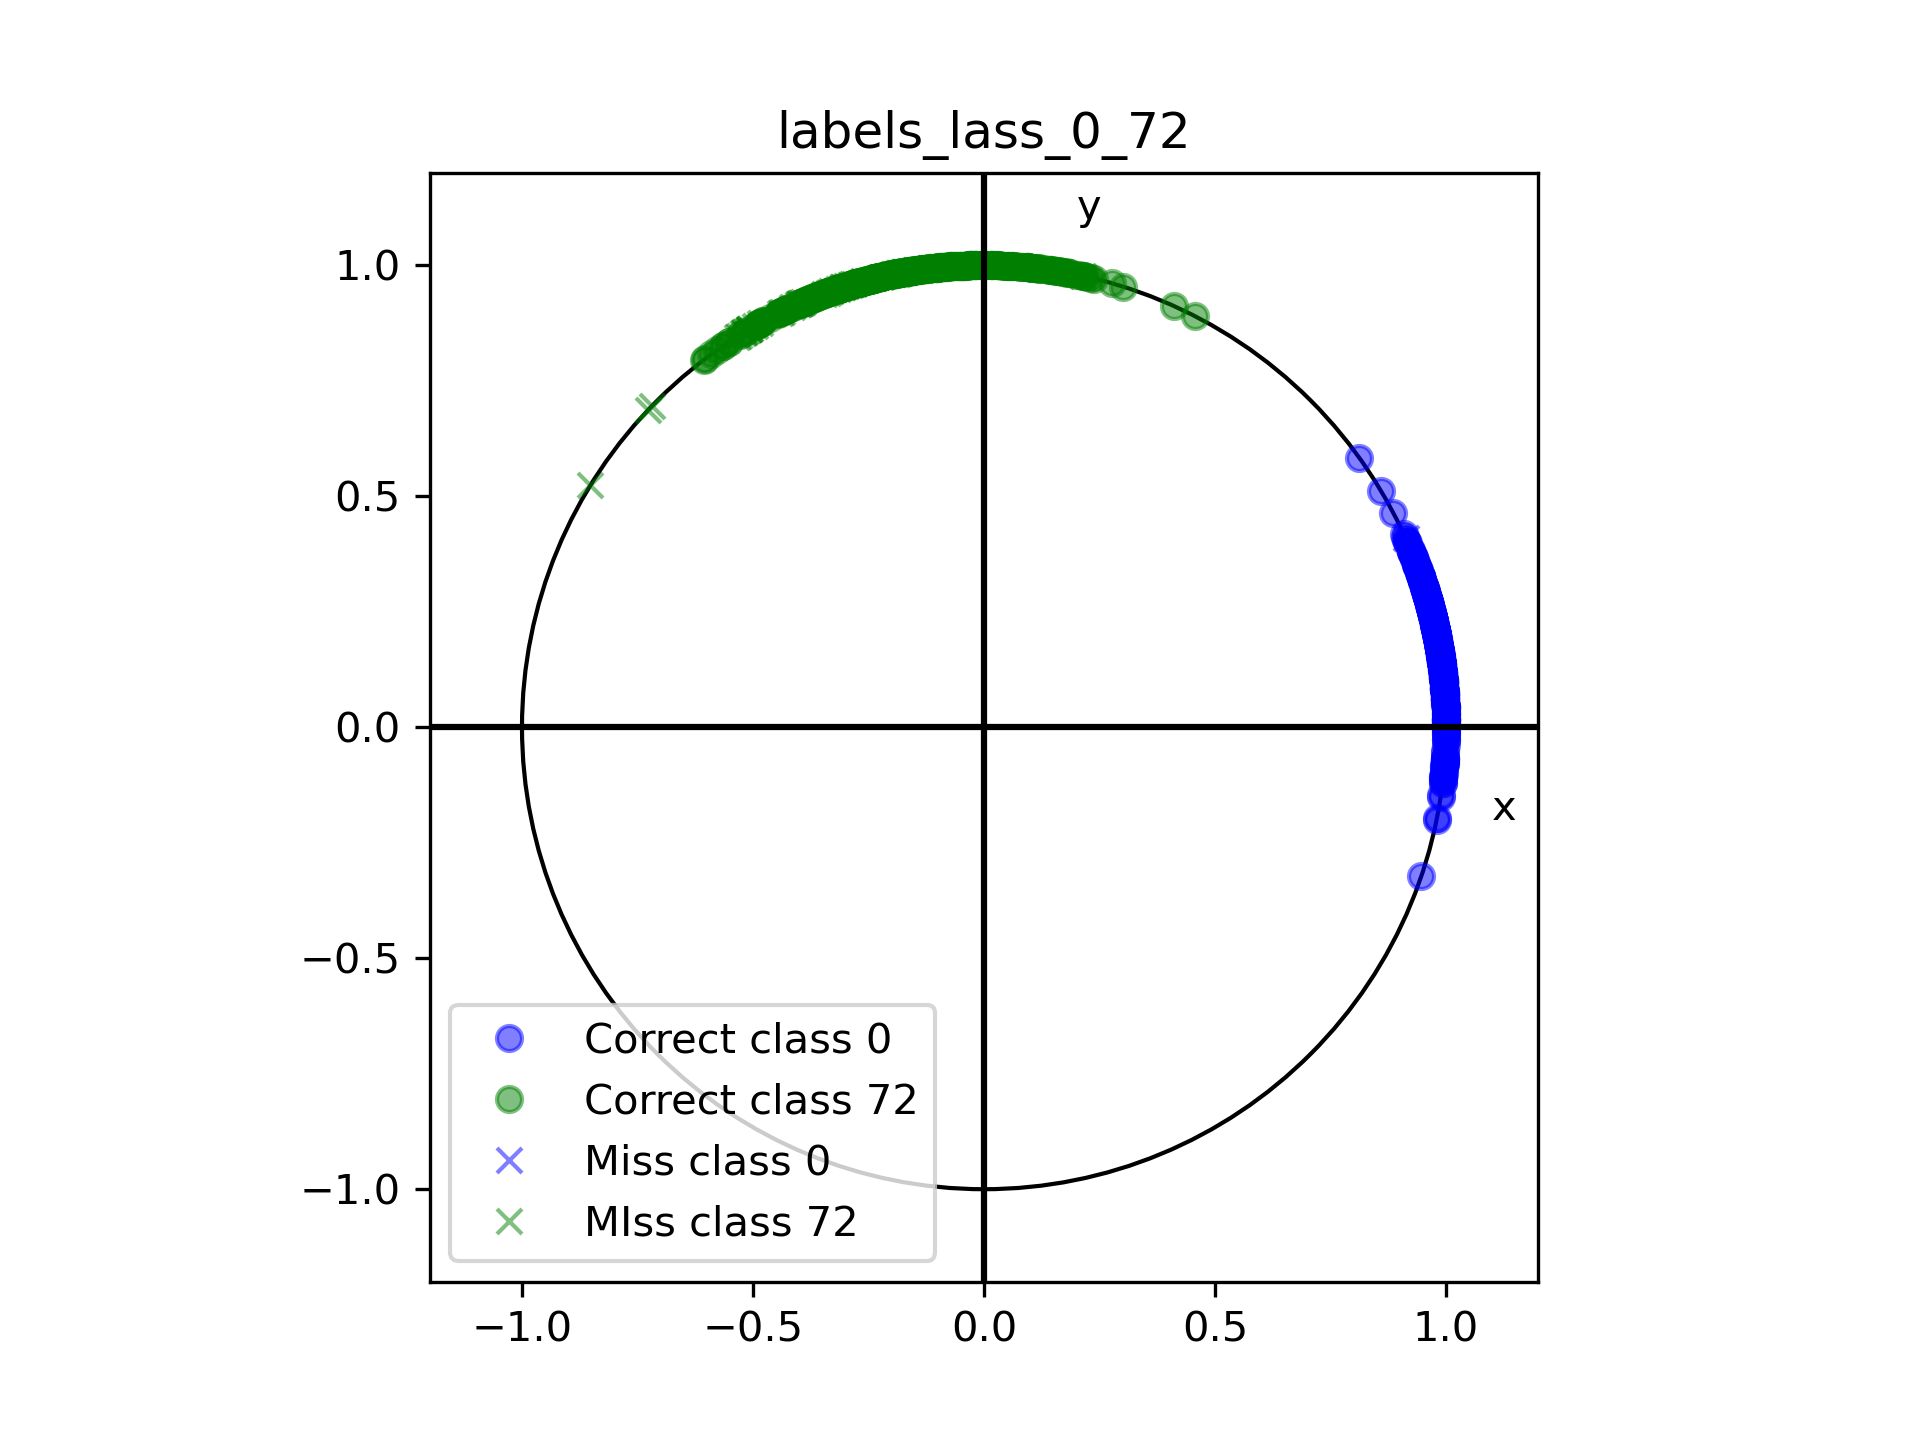 labels_lass_0_72
y
1.0
0.5
0.0
x
−0.5
−1.0
Correct class 0
Correct class 72
Miss class 0
MIss class 72
−1.0 −0.5 0.0 0.5 1.0